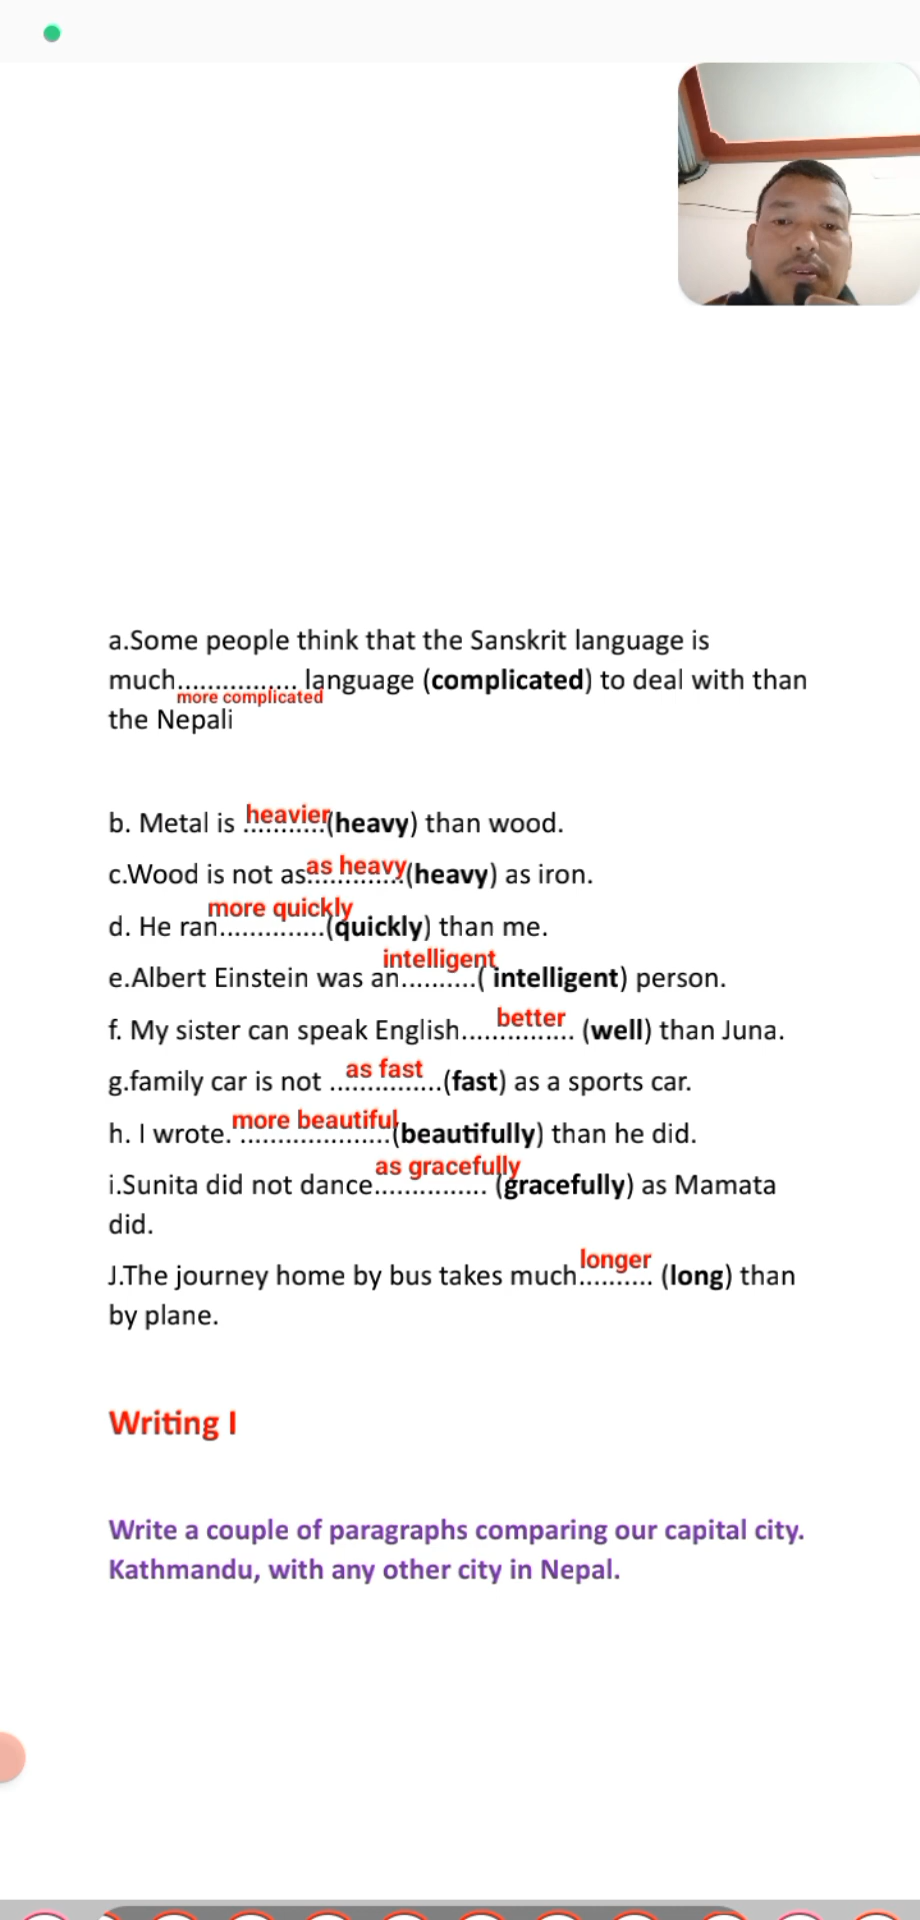 a.Some people think that the Sanskrit language is
much................ language (complicated) to deal with than
more complicated
the Nepali
b. Metal is ...........(heavy) than wood.
heavier
c.Wood is not as.............(heavy) as iron.
as heavy
more quickly
d. He ran..............(quickly) than me.
intelligent
e.Albert Einstein was an..........( intelligent) person.
better
f. My sister can speak English............... (well) than Juna.
as fast
g.family car is not ...............(fast) as a sports car.
more beautiful
h. I wrote. ....................(beautifully) than he did.
as gracefully
i.Sunita did not dance............... (gracefully) as Mamata
did.
longer
J.The journey home by bus takes much.......... (long) than
by plane.
Writing I
Write a couple of paragraphs comparing our capital city.
Kathmandu, with any other city in Nepal.